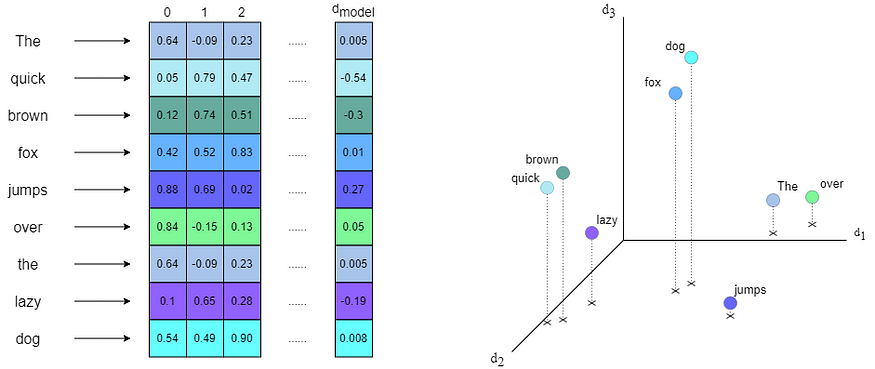 0 1 2 dmodel
The 0.64 -0.09 0.23 ...... 0.005
quick 0.05 0.79 0.47 ...... -0.54
brown 0.12 0.74 0.51 ...... -0.3
fox 0.42 0.52 0.83 ...... 0.01
jumps 0.88 0.69 0.02 ...... 0.27
over 0.84 -0.15 0.13 ...... 0.05
the 0.64 -0.09 0.23 ...... 0.005
lazy 0.1 0.65 0.28 ...... -0.19
dog 0.54 0.49 0.90 ...... 0.008
d3
dog
fox
brown
quick
The over
lazy
d1
jumps
d2